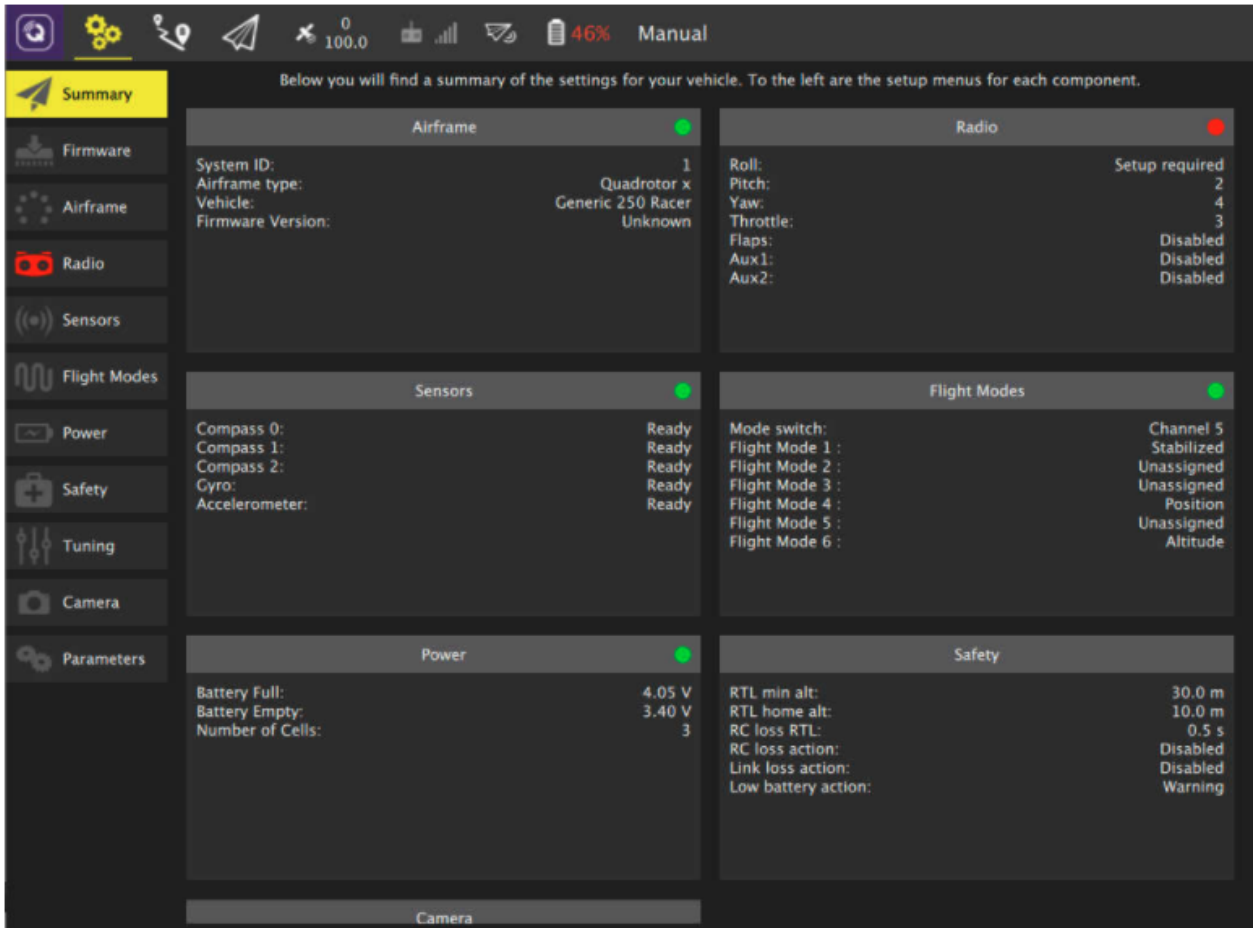 0
100.0
46%
Manual
Below you will find a summary of the settings for your vehicle. To the left are the setup menus for each component.
Summary
Firmware
Airframe
Radio
Sensors
Flight Modes
Power
Safety
Tuning
Camera
Parameters
Airframe
System ID: 1
Airframe type: Quadrotor x
Vehicle: Generic 250 Racer
Firmware Version: Unknown
Radio
Roll: Setup required
Pitch: 2
Yaw: 4
Throttle: 3
Flaps: Disabled
Aux1: Disabled
Aux2: Disabled
Sensors
Compass 0: Ready
Compass 1: Ready
Compass 2: Ready
Gyro: Ready
Accelerometer: Ready
Flight Modes
Mode switch: Channel 5
Flight Mode 1 : Stabilized
Flight Mode 2 : Unassigned
Flight Mode 3 : Unassigned
Flight Mode 4 : Position
Flight Mode 5 : Unassigned
Flight Mode 6 : Altitude
Power
Battery Full: 4.05 V
Battery Empty: 3.40 V
Number of Cells: 3
Safety
RTL min alt: 30.0 m
RTL home alt: 10.0 m
RC loss RTL: 0.5 s
RC loss action: Disabled
Link loss action: Disabled
Low battery action: Warning
Camera